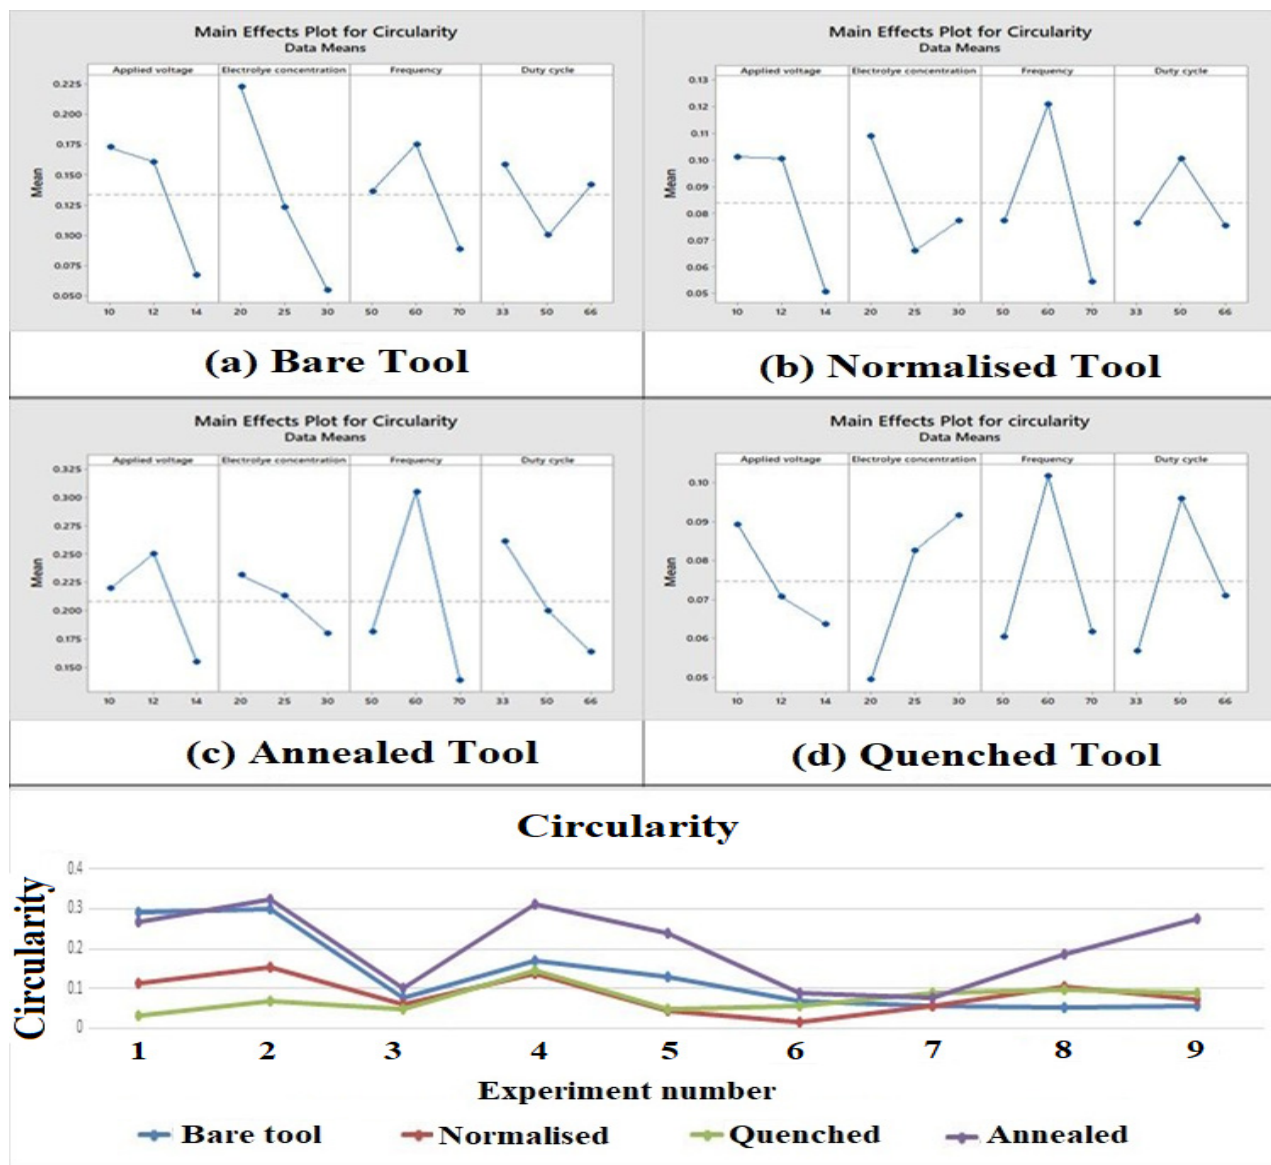 Main Effects Plot for Circularity
Data Means
Applied voltage Electrolye concentration Frequency Duty cycle
Mean
0.225
0.200
0.175
0.150
0.125
0.100
0.075
0.050
10 12 14 20 25 30 50 60 70 33 50 66
(a) Bare Tool
Main Effects Plot for Circularity
Data Means
Applied voltage Electrolye concentration Frequency Duty cycle
Mean
0.13
0.12
0.11
0.10
0.09
0.08
0.07
0.06
0.05
10 12 14 20 25 30 50 60 70 33 50 66
(b) Normalised Tool
Main Effects Plot for Circularity
Data Means
Applied voltage Electrolye concentration Frequency Duty cycle
Mean
0.325
0.300
0.275
0.250
0.225
0.200
0.175
0.150
10 12 14 20 25 30 50 60 70 33 50 66
(c) Annealed Tool
Main Effects Plot for circularity
Data Means
Applied voltage Electrolye concentration Frequency Duty cycle
Mean
0.10
0.09
0.08
0.07
0.06
0.05
10 12 14 20 25 30 50 60 70 33 50 66
(d) Quenched Tool
Circularity
Circularity
0.4
0.3
0.2
0.1
0
1 2 3 4 5 6 7 8 9
Experiment number
Bare tool Normalised Quenched Annealed